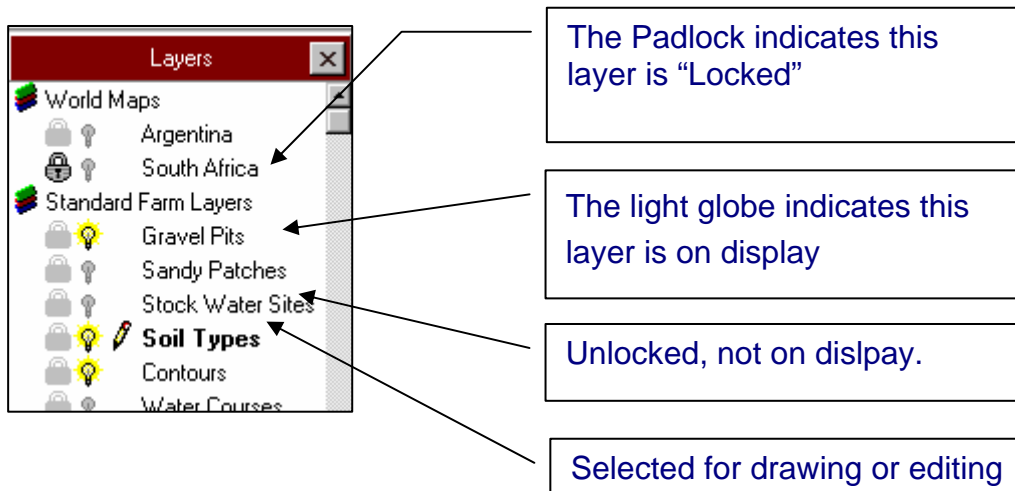 Layers
World Maps
Argentina
South Africa
Standard Farm Layers
Gravel Pits
Sandy Patches
Stock Water Sites
Soil Types
Contours
Water Courses
The Padlock indicates this
layer is “Locked”
The light globe indicates this
layer is on display
Unlocked, not on dislpay.
Selected for drawing or editing